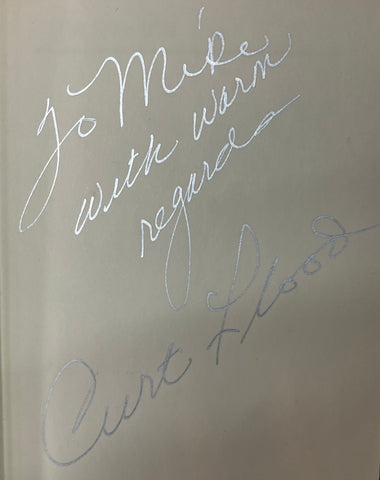 To Mike
with warm
regards
Curt Flood